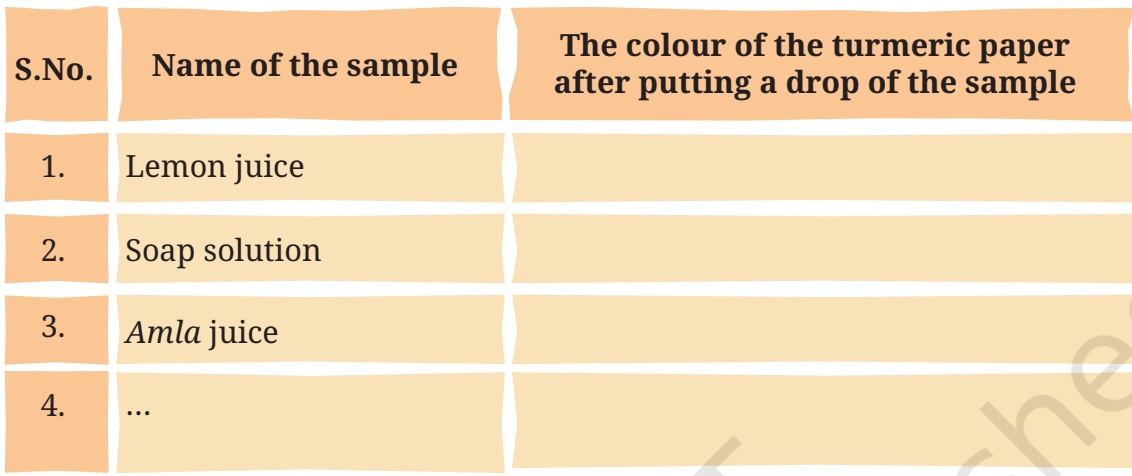 S.No.
Name of the sample
The colour of the turmeric paper
after putting a drop of the sample
1.
Lemon juice
2.
Soap solution
3.
Amla juice
4.
...